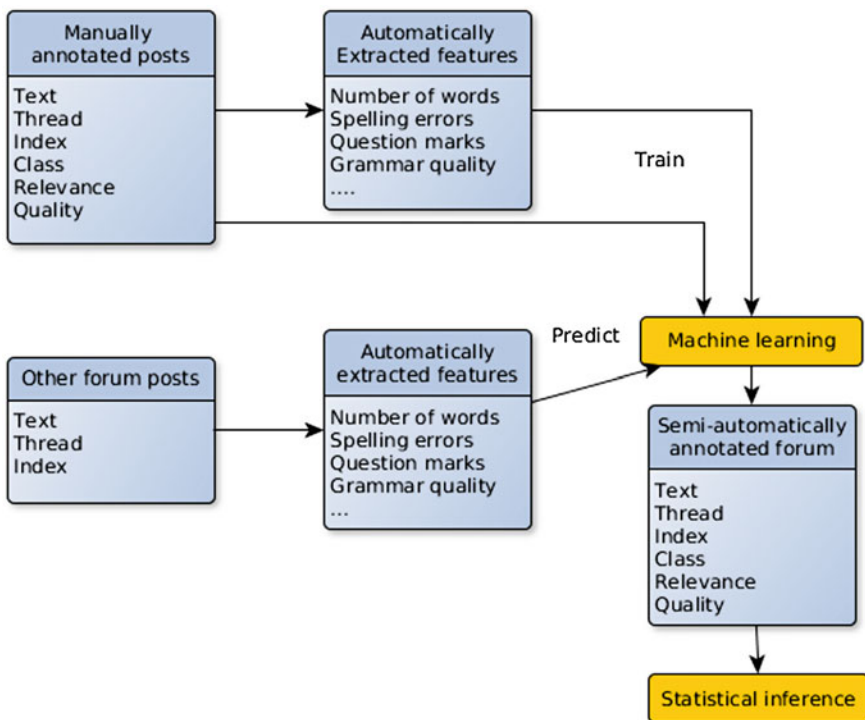 Manually
annotated posts
Text
Thread
Index
Class
Relevance
Quality
Automatically
Extracted features
Number of words
Spelling errors
Question marks
Grammar quality
....
Train
Other forum posts
Text
Thread
Index
Automatically
extracted features
Number of words
Spelling errors
Question marks
Grammar quality
...
Predict
Machine learning
Semi-automatically
annotated forum
Text
Thread
Index
Class
Relevance
Quality
Statistical inference